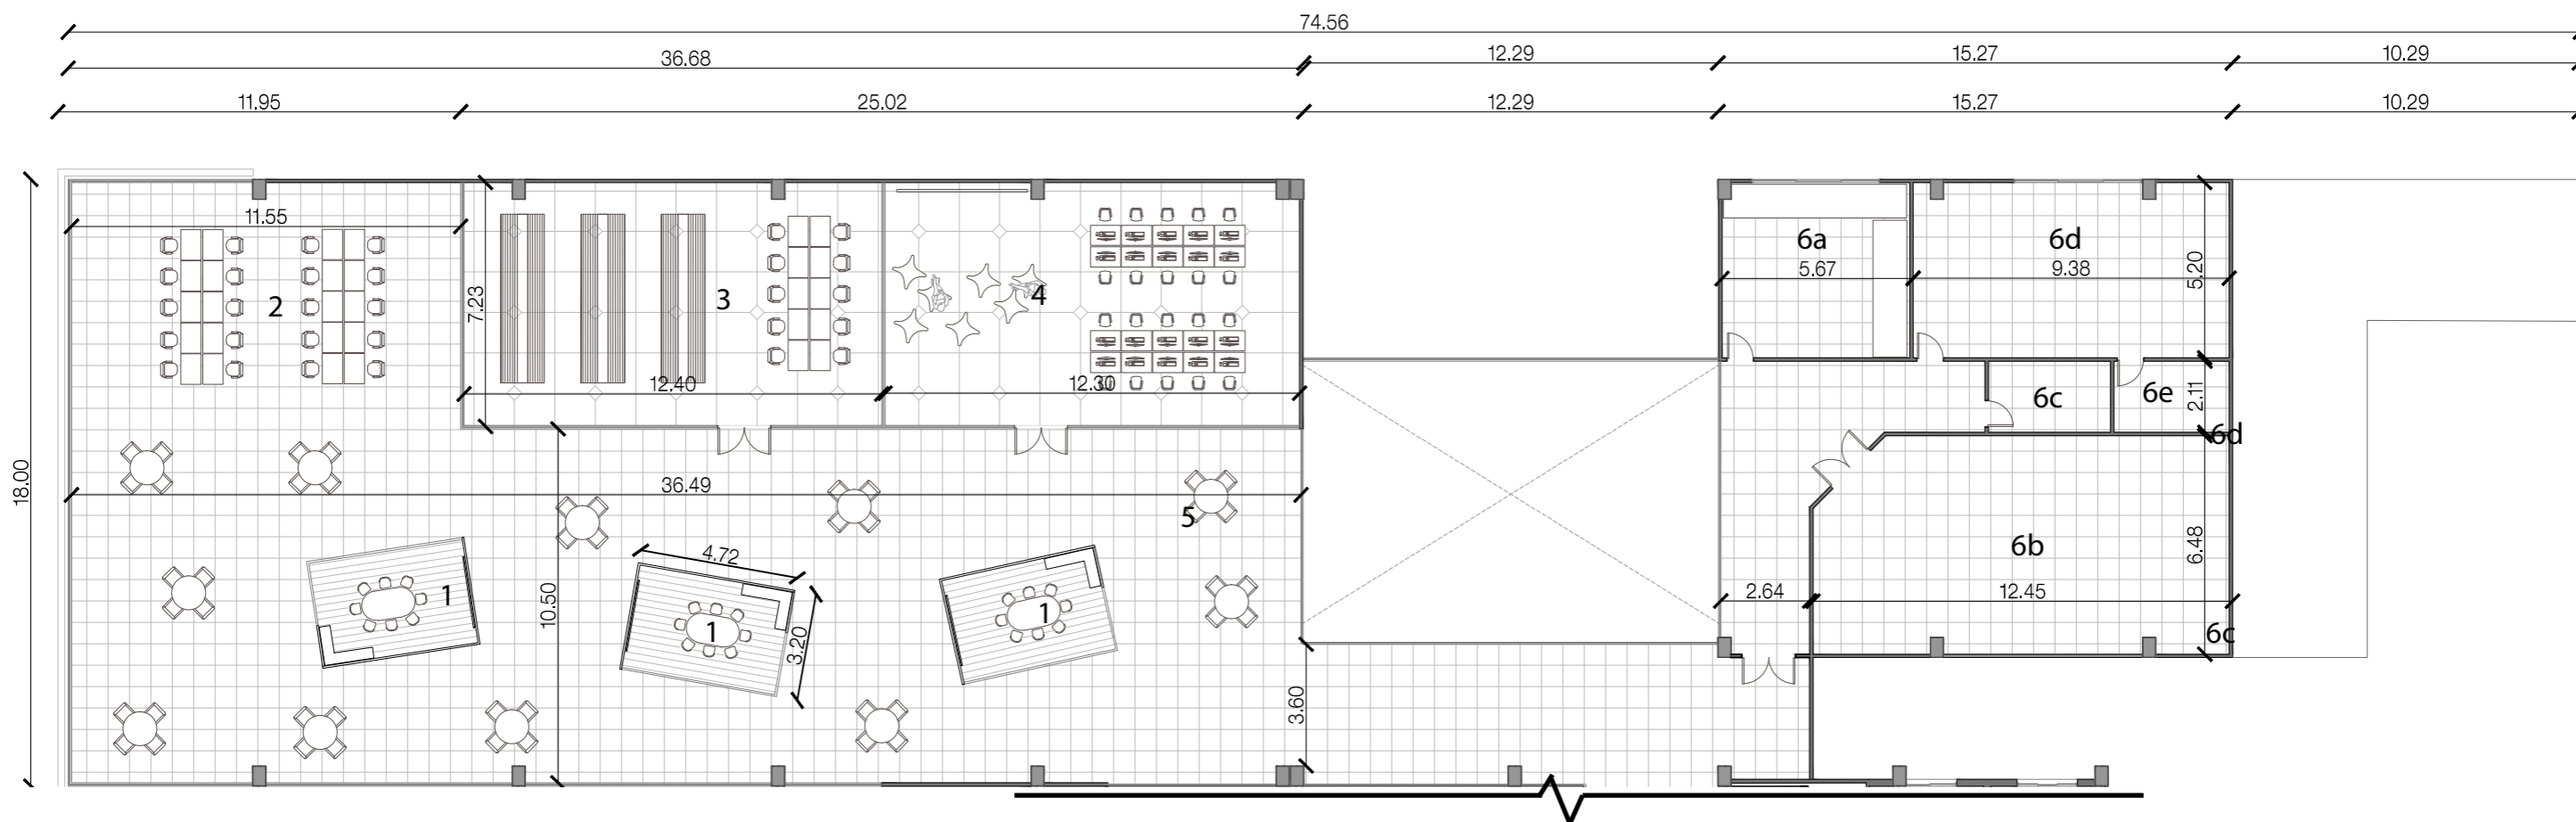 74.56
36.68 12.29 15.27 10.29
11.95 25.02 12.29 15.27 10.29
11.55
6a 6d
5.67 9.38 5.20
2 7.23 3 4
12.40 12.30
6c 6e 2.11
6d
18.00 36.49
5
4.72
6b 6.48
1 10.50 1 3.20 1 2.64 12.45
6c
3.60